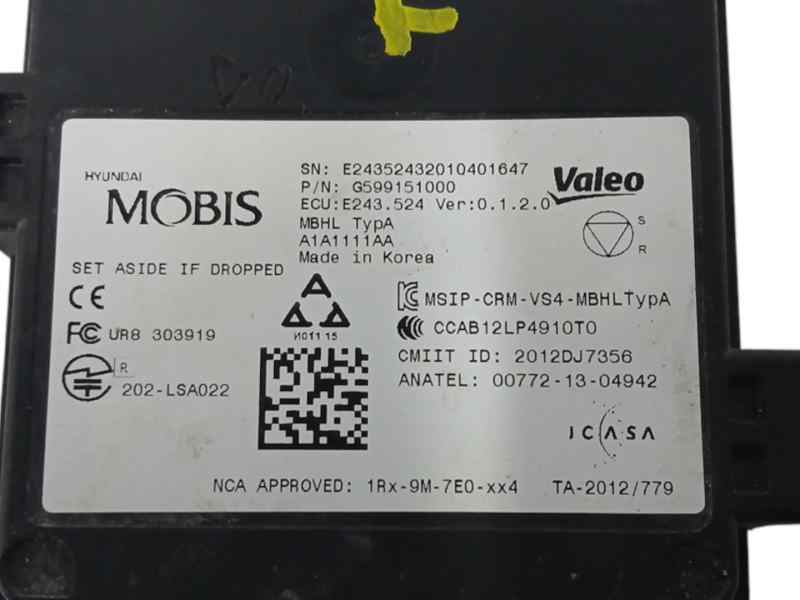 HYUNDAI
MOBIS
SN: E24352432010401647
P/N: G599151000
ECU:E243.524 Ver:0.1.2.0
MBHL TypA
A1A1111AA
Made in Korea
Valeo
S
R
SET ASIDE IF DROPPED
CE
FC UR8 303919
R
202-LSA022
A
И011 15
MSIP-CRM-VS4-MBHLTypA
CCAB12LP4910T0
CMIIT ID: 2012DJ7356
ANATEL: 00772-13-04942
ICASA
NCA APPROVED: 1Rx-9M-7E0-xx4
TA-2012/779